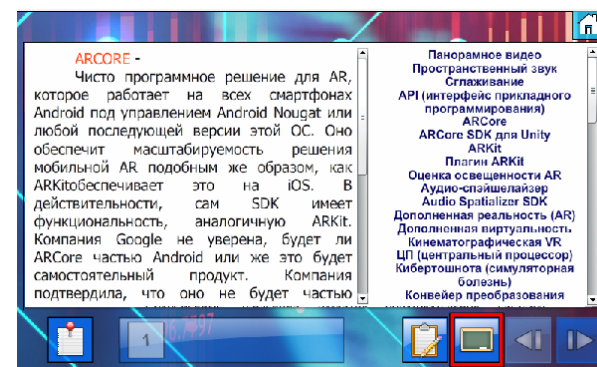 ARCORE -
Чисто программное решение для AR,
которое работает на всех смартфонах
Android под управлением Android Nougat или
любой последующей версии этой ОС. Оно
обеспечит масштабируемость решения
мобильной AR подобным же образом, как
ARKitобеспечивает это на iOS. В
действительности, сам SDK имеет
функциональность, аналогичную ARKit.
Компания Google не уверена, будет ли
ARCore частью Android или же это будет
самостоятельный продукт. Компания
подтвердила, что оно не будет частью
Панорамное видео
Пространственный звук
Сглаживание
API (интерфейс прикладного
программирования)
ARCore
ARCore SDK для Unity
ARKit
Плагин ARKit
Оценка освещенности AR
Аудио-спэйшелайзер
Audio Spatializer SDK
Дополненная реальность (AR)
Дополненная виртуальность
Кинематографическая VR
ЦП (центральный процессор)
Кибертошнота (симуляторная
болезнь)
Конвейер преобразования
1